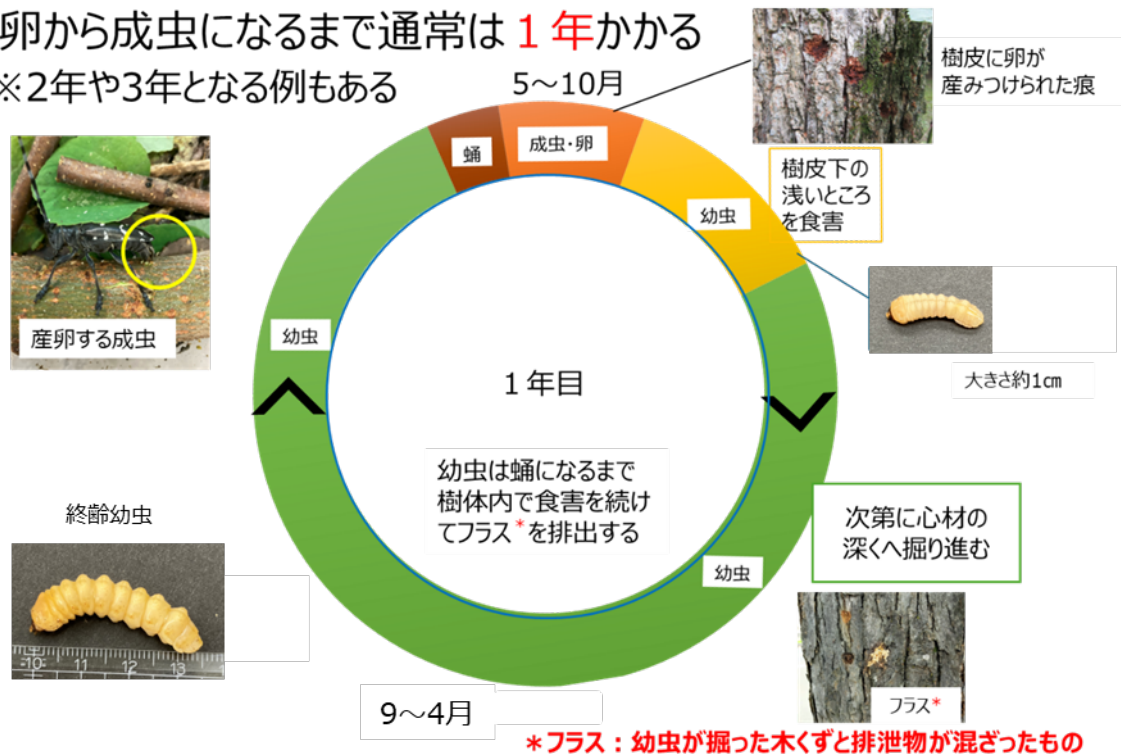 卵から成虫になるまで通常は１年かかる
※2年や3年となる例もある
5～10月
樹皮に卵が
産みつけられた痕
蛹
成虫・卵
樹皮下の
浅いところ
を食害
幼虫
産卵する成虫
幼虫
大きさ約1㎝
１年目
幼虫は蛹になるまで
樹体内で食害を続け
てフラス*を排出する
終齢幼虫
次第に心材の
深くへ掘り進む
幼虫
10 11 12 13
フラス*
9～4月
*フラス：幼虫が掘った木くずと排泄物が混ざったもの